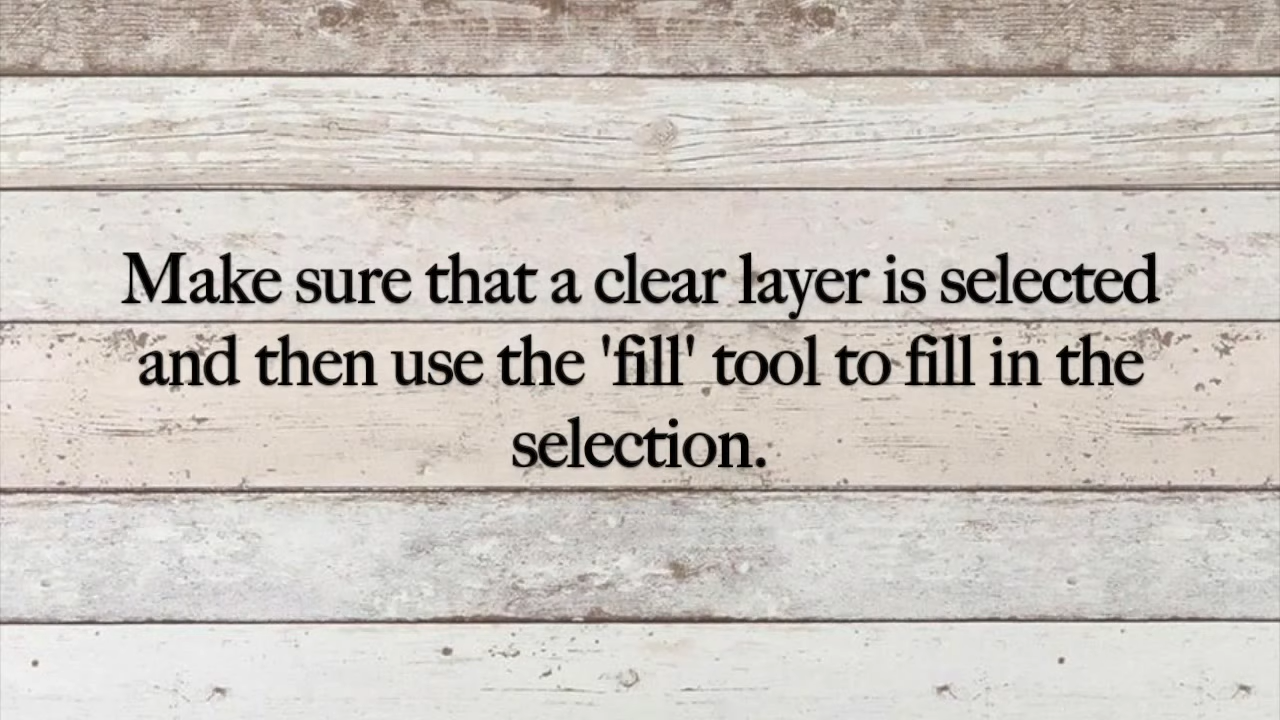 Make sure that a clear layer is selected
and then use the 'fill' tool to fill in the
selection.